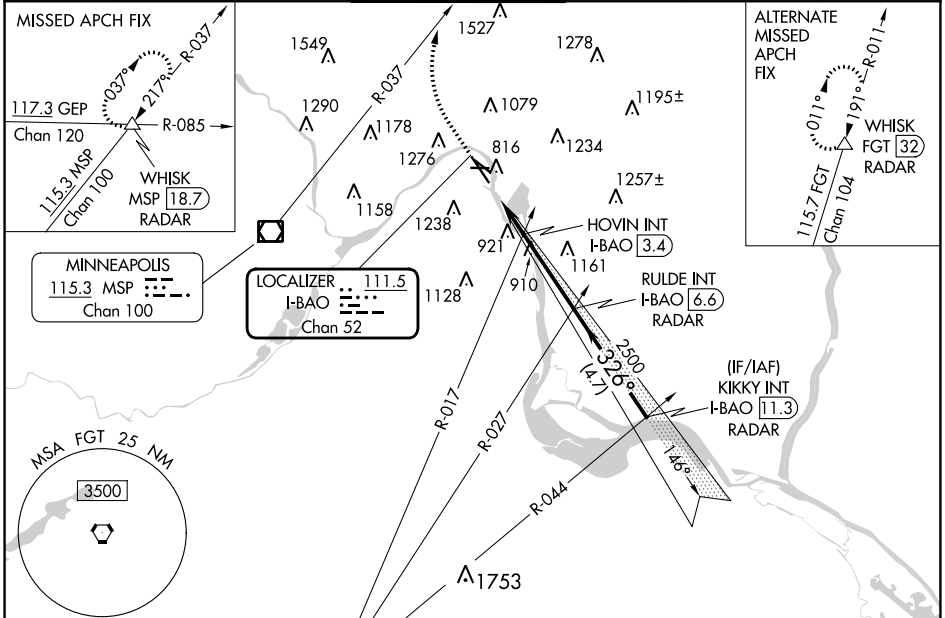 MISSED APCH FIX
R-037
037°
217°
117.3 GEP
Chan 120
R-085
115.3 MSP
Chan 100
WHISK
MSP 18.7
RADAR
1549
1527
1278
R-037
1290
1178
1079
1195±
1276
816
1234
1158
1238
1257±
921
910
1161
1128
HOVIN INT
I-BAO 3.4
RULDE INT
I-BAO 6.6
RADAR
(IF/IAF)
KIKKY INT
I-BAO 11.3
RADAR
ALTERNATE
MISSED
APCH
FIX
R-011
011°
191°
WHISK
FGT 32
RADAR
115.7 FGT
Chan 104
MINNEAPOLIS
115.3 MSP
Chan 100
LOCALIZER 111.5
I-BAO
Chan 52
2500
326°
(4.7)
146°
R-017
R-027
R-044
1753
MSA FGT 25 NM
3500